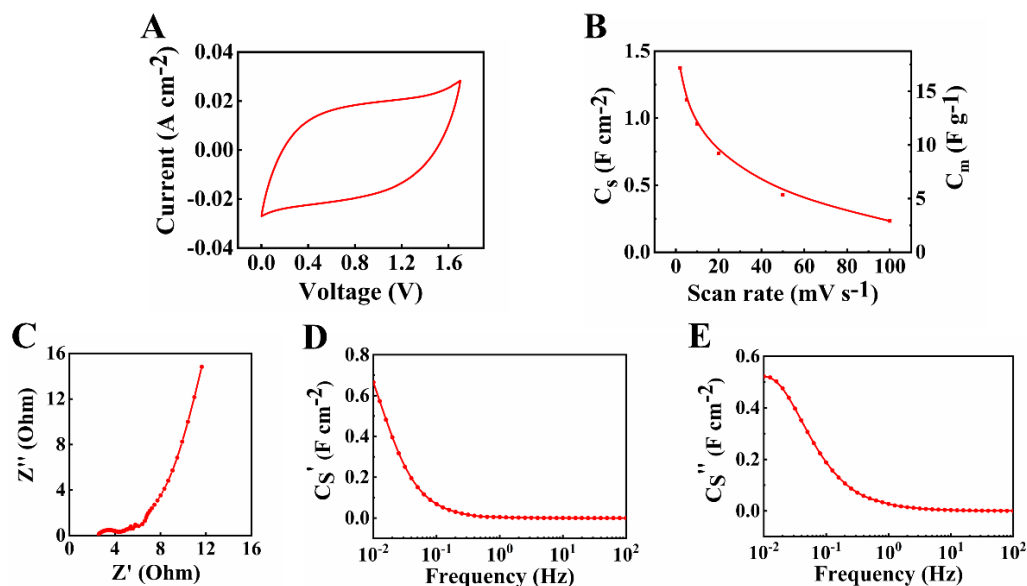 A
Current (A cm-2)
0.04
0.02
0.00
-0.02
-0.04
0.0 0.4 0.8 1.2 1.6
Voltage (V)
B
Cs (F cm-2)
1.5
1.0
0.5
0.0
Cm (F g-1)
15
10
5
0
0 20 40 60 80 100
Scan rate (mV s-1)
C
Z'' (Ohm)
16
12
8
4
0
0 4 8 12 16
Z' (Ohm)
D
CS' (F cm-2)
0.8
0.6
0.4
0.2
0.0
10-2 10-1 100 101 102
Frequency (Hz)
E
CS'' (F cm-2)
0.6
0.4
0.2
0.0
10-2 10-1 100 101 102
Frequency (Hz)